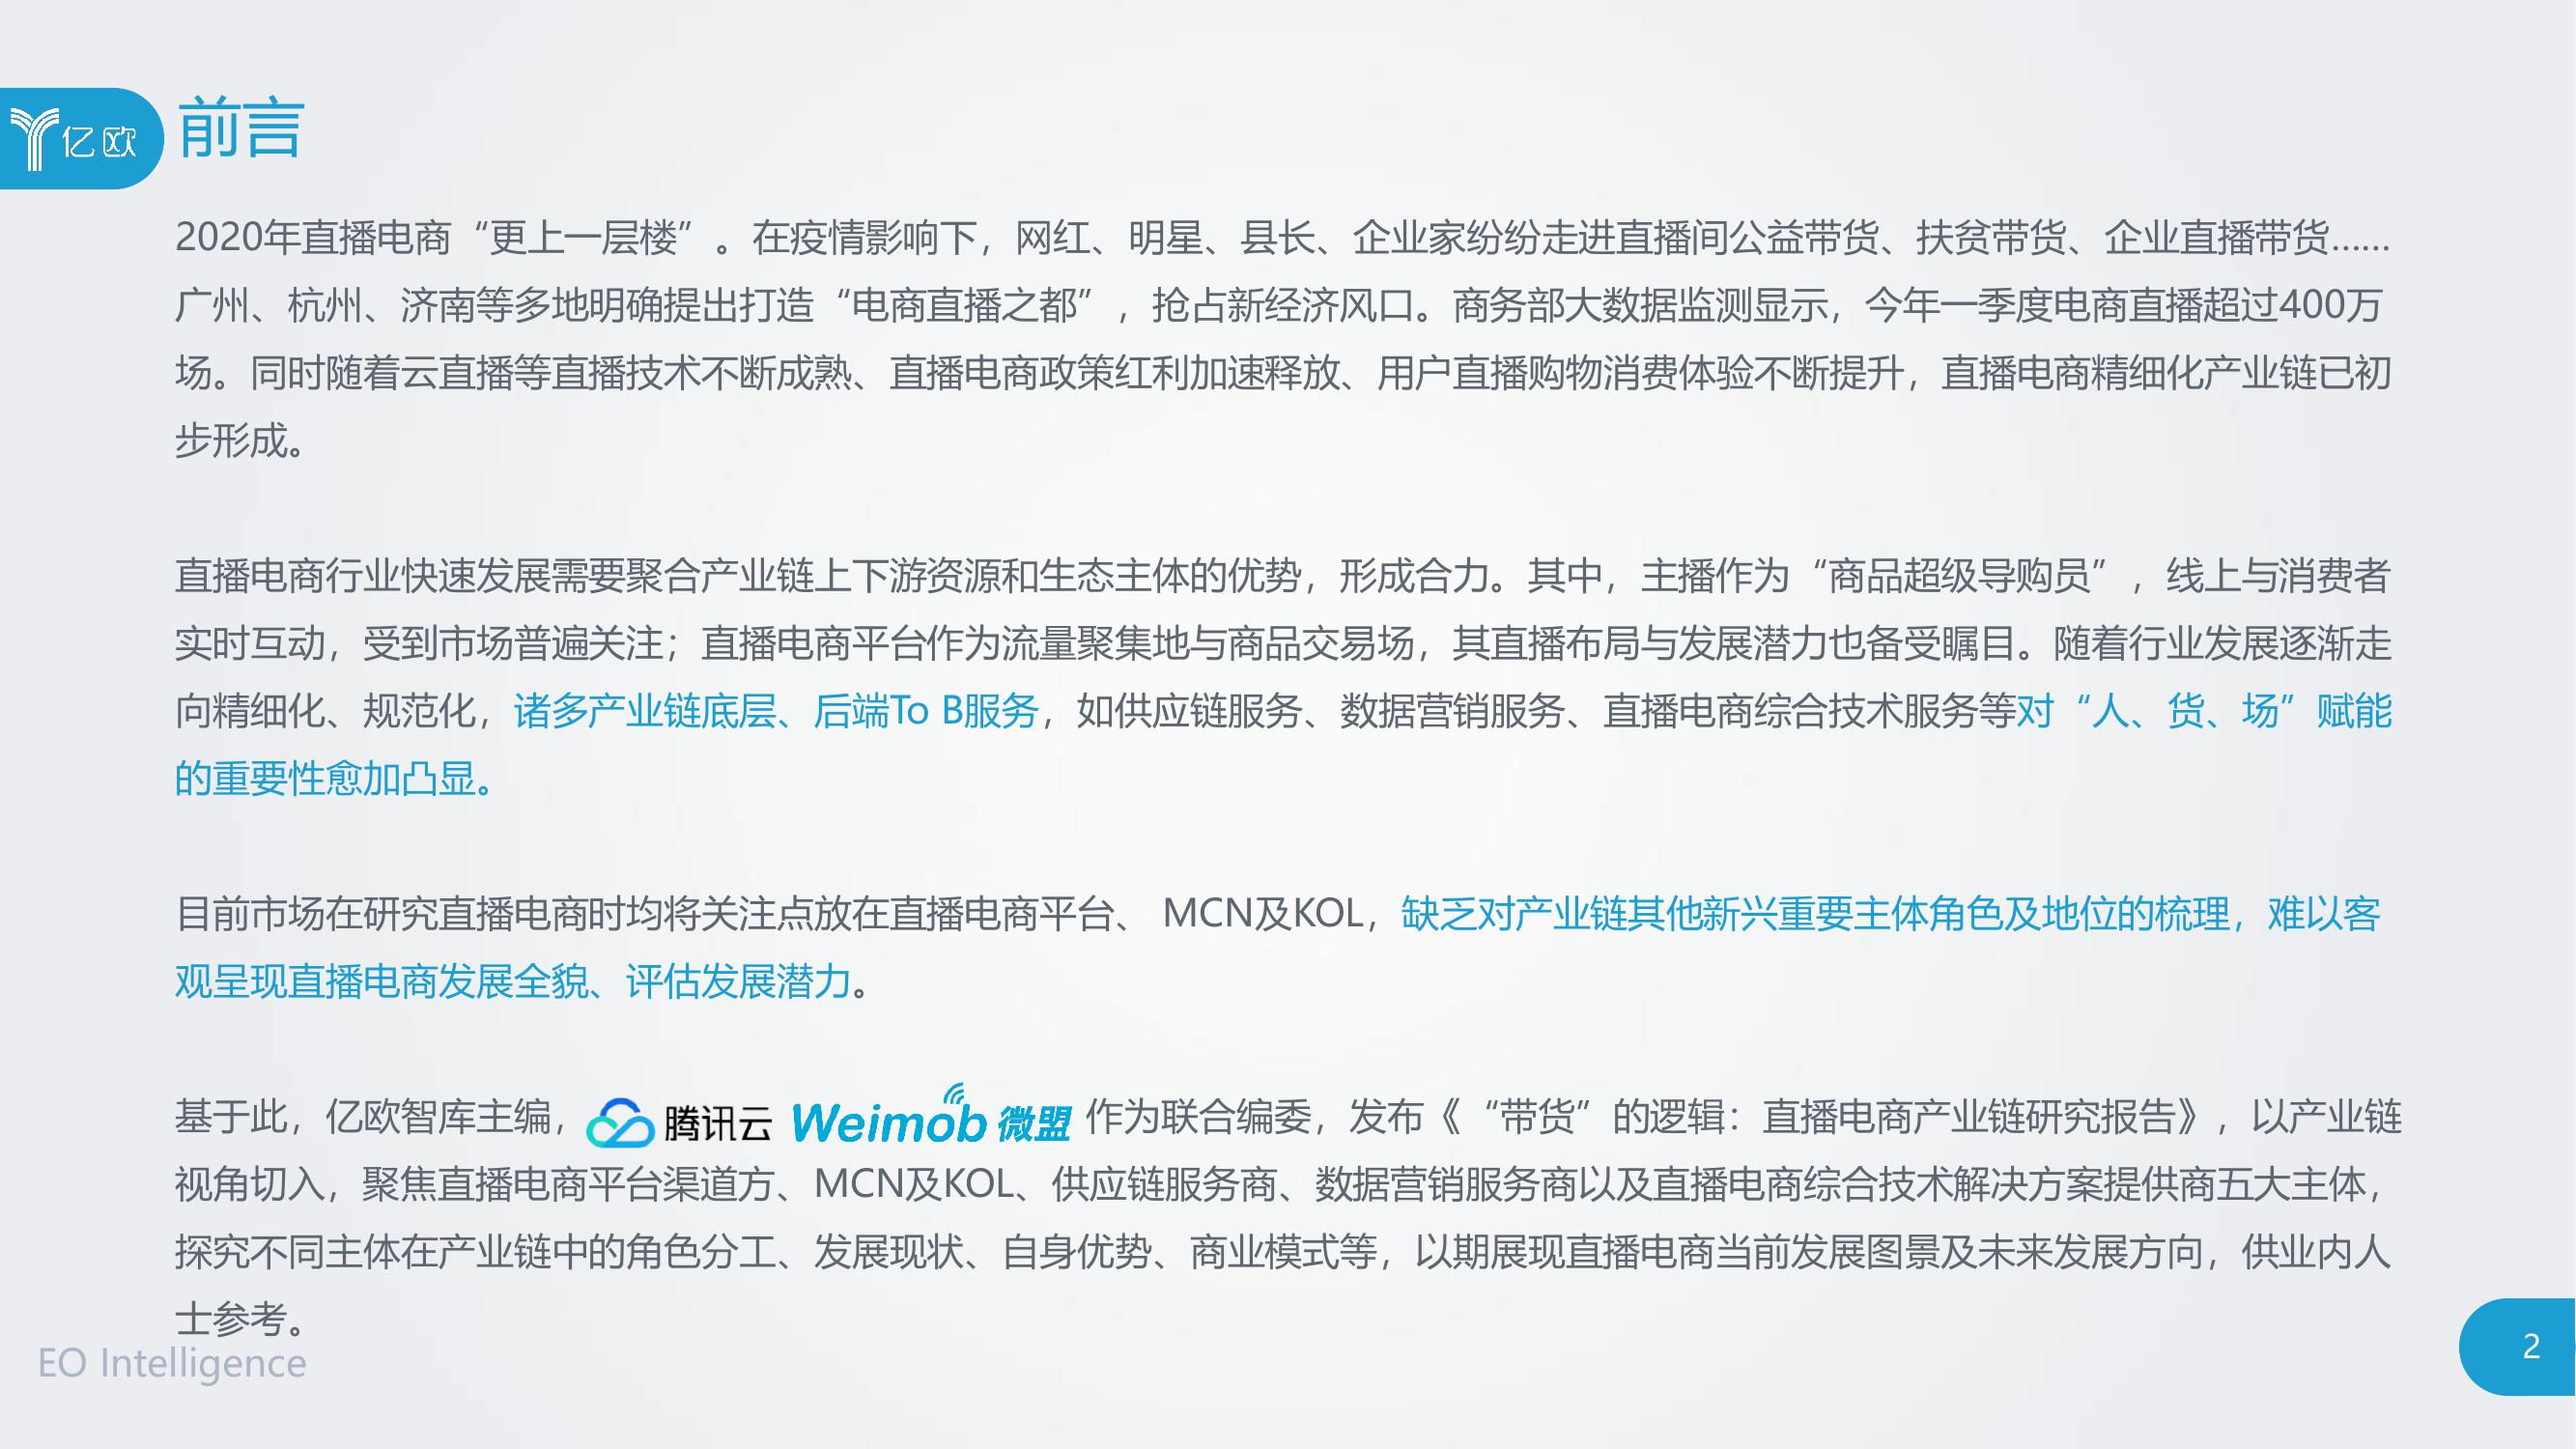 亿欧
前言
2020年直播电商“更上一层楼”。在疫情影响下，网红、明星、县长、企业家纷纷走进直播间公益带货、扶贫带货、企业直播带货……
广州、杭州、济南等多地明确提出打造“电商直播之都”，抢占新经济风口。商务部大数据监测显示，今年一季度电商直播超过400万
场。同时随着云直播等直播技术不断成熟、直播电商政策红利加速释放、用户直播购物消费体验不断提升，直播电商精细化产业链已初
步形成。
直播电商行业快速发展需要聚合产业链上下游资源和生态主体的优势，形成合力。其中，主播作为“商品超级导购员”，线上与消费者
实时互动，受到市场普遍关注；直播电商平台作为流量聚集地与商品交易场，其直播布局与发展潜力也备受瞩目。随着行业发展逐渐走
向精细化、规范化，诸多产业链底层、后端To B服务，如供应链服务、数据营销服务、直播电商综合技术服务等对“人、货、场”赋能
的重要性愈加凸显。
目前市场在研究直播电商时均将关注点放在直播电商平台、 MCN及KOL，缺乏对产业链其他新兴重要主体角色及地位的梳理，难以客
观呈现直播电商发展全貌、评估发展潜力。
基于此，亿欧智库主编， 腾讯云 Weimob 微盟 作为联合编委，发布《“带货”的逻辑：直播电商产业链研究报告》，以产业链
视角切入，聚焦直播电商平台渠道方、MCN及KOL、供应链服务商、数据营销服务商以及直播电商综合技术解决方案提供商五大主体，
探究不同主体在产业链中的角色分工、发展现状、自身优势、商业模式等，以期展现直播电商当前发展图景及未来发展方向，供业内人
士参考。
EO Intelligence
2